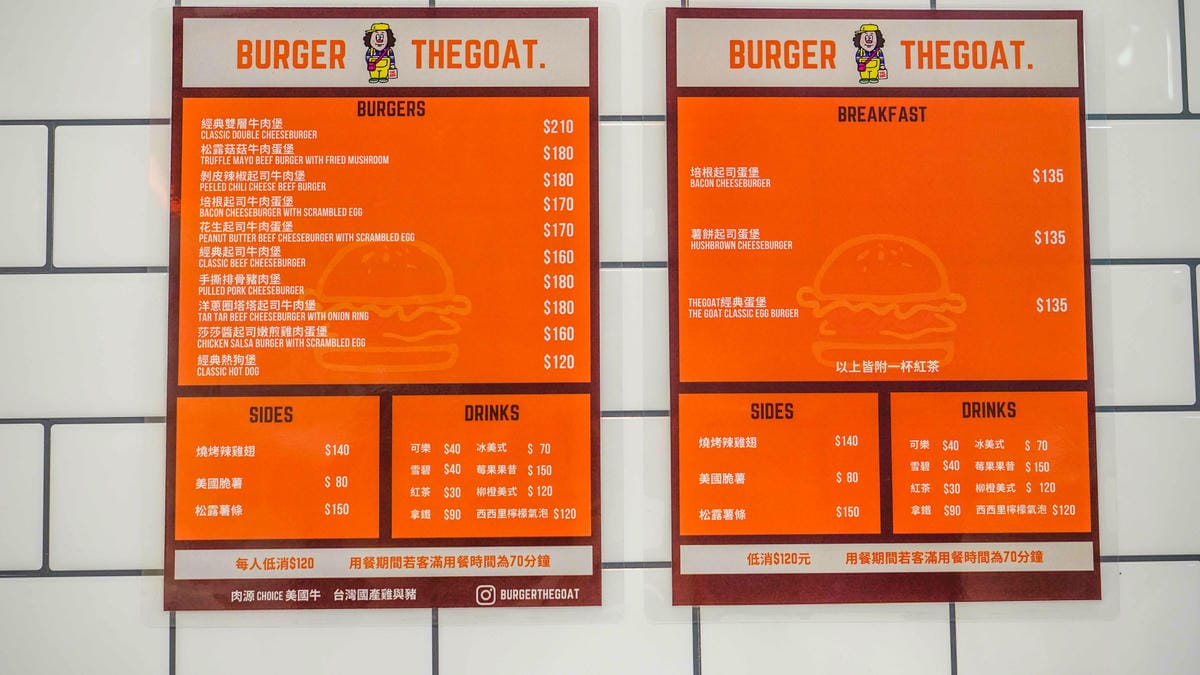 BURGER THEGOAT.
BURGERS
經典雙層牛肉堡 $210
CLASSIC DOUBLE CHEESEBURGER
松露菇菇牛肉蛋堡 $180
TRUFFLE MAYO BEEF BURGER WITH FRIED MUSHROOM
剝皮辣椒起司牛肉堡 $180
PEELED CHILI CHEESE BEEF BURGER
培根起司牛肉蛋堡 $170
BACON CHEESEBURGER WITH SCRAMBLED EGG
花生起司牛肉蛋堡 $170
PEANUT BUTTER BEEF CHEESEBURGER WITH SCRAMBLED EGG
經典起司牛肉堡 $160
CLASSIC BEEF CHEESEBURGER
手撕排骨豬肉堡 $180
PULLED PORK CHEESEBURGER
洋蔥圈塔塔起司牛肉堡 $180
TAR TAR BEEF CHEESEBURGER WITH ONION RING
莎莎醬起司嫩煎雞肉蛋堡 $160
CHICKEN SALSA BURGER WITH SCRAMBLED EGG
經典熱狗堡 $120
CLASSIC HOT DOG
SIDES
燒烤辣雞翅 $140
美國脆薯 $ 80
松露薯條 $150
DRINKS
可樂 $40 冰美式 $ 70
雪碧 $40 莓果果昔 $ 150
紅茶 $30 柳橙美式 $ 120
拿鐵 $90 西西里檸檬氣泡 $120
每人低消$120 用餐期間若客滿用餐時間為70分鐘
肉源 CHOICE 美國牛 台灣國產雞與豬 BURGERTHEGOAT
BURGER THEGOAT.
BREAKFAST
培根起司蛋堡 $135
BACON CHEESEBURGER
薯餅起司蛋堡 $135
HUSHBROWN CHEESEBURGER
THEGOAT經典蛋堡 $135
THE GOAT CLASSIC EGG BURGER
以上皆附一杯紅茶
SIDES
燒烤辣雞翅 $140
美國脆薯 $ 80
松露薯條 $150
DRINKS
可樂 $40 冰美式 $ 70
雪碧 $40 莓果果昔 $ 150
紅茶 $30 柳橙美式 $ 120
拿鐵 $90 西西里檸檬氣泡 $120
低消$120元 用餐期間若客滿用餐時間為70分鐘